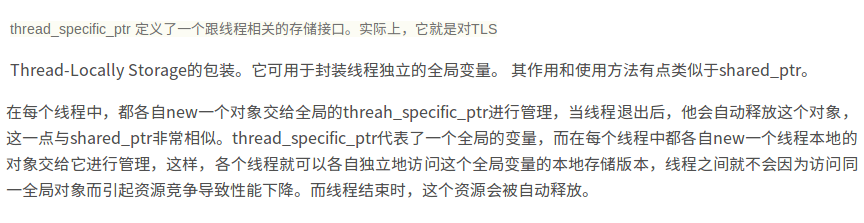 thread_specific_ptr 定义了一个跟线程相关的存储接口。实际上，它就是对TLS
Thread-Locally Storage的包装。它可用于封装线程独立的全局变量。 其作用和使用方法有点类似于shared_ptr。
在每个线程中，都各自new一个对象交给全局的threah_specific_ptr进行管理，当线程退出后，他会自动释放这个对象，
这一点与shared_ptr非常相似。thread_specific_ptr代表了一个全局的变量，而在每个线程中都各自new一个线程本地的
对象交给它进行管理，这样，各个线程就可以各自独立地访问这个全局变量的本地存储版本，线程之间就不会因为访问同
一全局对象而引起资源竞争导致性能下降。而线程结束时，这个资源会被自动释放。